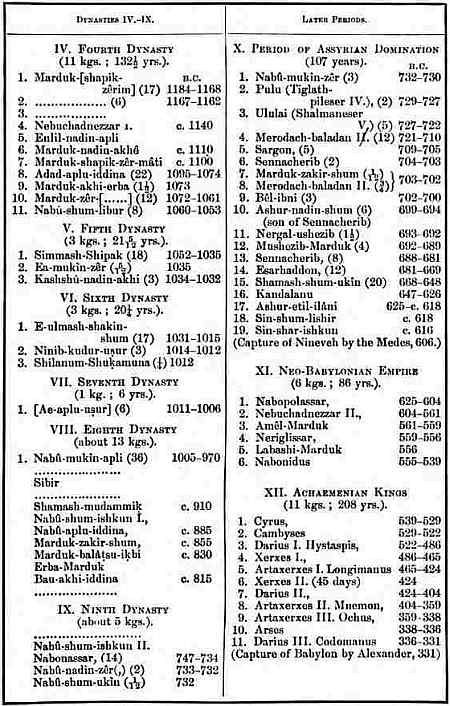 DYNASTIES IV.-IX.
IV. FOURTH DYNASTY
(11 kgs. ; 132½ yrs.).
1. Marduk-[shapik- B.C.
zêrim] (17) 1184-1168
2. .................. (6) 1167-1162
3. ..................
4. Nebuchadnezzar I. c. 1140
5. Enlil-nadin-apli
6. Marduk-nadin-akhê c. 1110
7. Marduk-shapik-zêr-mâti c. 1100
8. Adad-aplu-iddina (22) 1095-1074
9. Marduk-akhi-erba (1½) 1073
10. Marduk-zêr-[......] (12) 1072-1061
11. Nabû-shum-libur (8) 1060-1053
V. FIFTH DYNASTY
(3 kgs. ; 21 5/12 yrs.).
1. Simmash-Shipak (18) 1052-1035
2. Ea-mukin-zêr (5/12) 1035
3. Kashshû-nadin-akhi (3) 1034-1032
VI. SIXTH DYNASTY
(3 kgs. ; 20¼ yrs.).
1. E-ulmash-shakin-
shum (17) 1031-1015
2. Ninib-kudur-uṣur (3) 1014-1012
3. Shilanum-Shuḳamuna (¼) 1012
VII. SEVENTH DYNASTY
(1 kg. ; 6 yrs.).
1. [Ae-aplu-uṣur] (6) 1011-1006
VIII. EIGHTH DYNASTY
(about 13 kgs.).
1. Nabû-mukin-apli (36) 1005-970
..................
Sibir
..................
Shamash-mudammik c. 910
Nabû-shum-ishkun I.,
Nabû-aplu-iddina, c. 885
Marduk-zakir-shum, c. 855
Marduk-balâṭsu-iḳbi c. 830
Erba-Marduk
Bau-akhi-iddina c. 815
..................
IX. NINTH DYNASTY
(about 5 kgs.).
..................
Nabû-shum-ishkun II.
Nabonassar, (14) 747-734
Nabû-nadin-zêr(,) (2) 733-732
Nabû-shum-ukîn (1/12) 732
LATER PERIODS.
X. PERIOD OF ASSYRIAN DOMINATION
(107 years). B.C.
1. Nabû-mukin-zêr (3) 732-730
2. Pulu (Tiglath-
pileser IV.), (2) 729-727
3. Ululai (Shalmaneser
V.) (5) 727-722
4. Merodach-baladan II. (12) 721-710
5. Sargon, (5) 709-705
6. Sennacherib (2) 704-703
7. Marduk-zakir-shum (1/12) } 703-702
8. Merodach-baladan II. (¾) }
9. Bêl-ibni (3) 702-700
10. Ashur-nadin-shum (6) 699-694
(son of Sennacherib)
11. Nergal-ushezib (1½) 693-692
12. Mushezib-Marduk (4) 692-689
13. Sennacherib, (8) 688-681
14. Esarhaddon, (12) 681-669
15. Shamash-shum-ukin (20) 668-648
16. Kandalanu 647-626
17. Ashur-etil-ilâni 625-c. 618
18. Sin-shum-lishir c. 618
19. Sin-shar-ishkun c. 616
(Capture of Nineveh by the Medes, 606.)
XI. NEO-BABYLONIAN EMPIRE
(6 kgs. ; 86 yrs.).
1. Nabopolassar, 625-604
2. Nebuchadnezzar II., 604-561
3. Amêl-Marduk 561-559
4. Neriglissar, 559-556
5. Labashi-Marduk 556
6. Nabonidus 555-539
XII. ACHAEMENIAN KINGS
(11 kgs. ; 208 yrs.).
1. Cyrus, 539-529
2. Cambyses 529-522
3. Darius I. Hystaspis, 522-486
4. Xerxes I., 486-465
5. Artaxerxes I. Longimanus 465-424
6. Xerxes II. (45 days) 424
7. Darius II., 424-404
8. Artaxerxes II. Mnemon, 404-359
9. Artaxerxes III. Ochus, 359-338
10. Arses 338-336
11. Darius III. Codomanus 336-331
(Capture of Babylon by Alexander, 331)